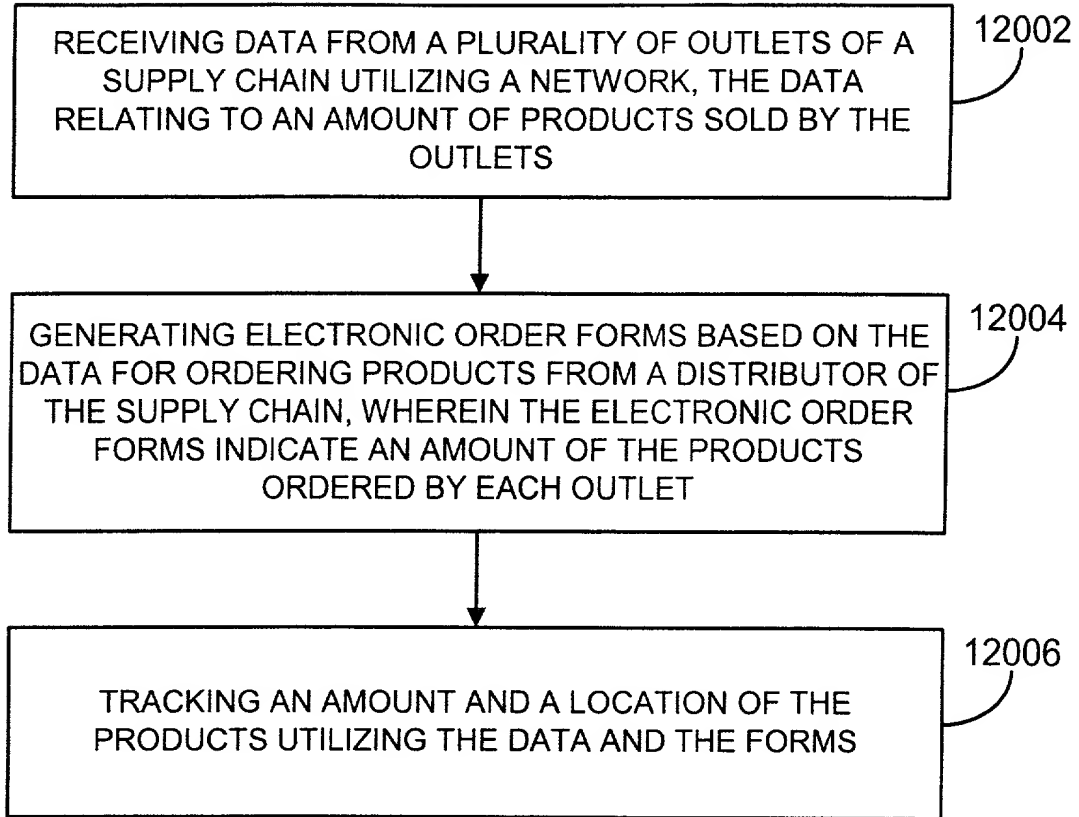 RECEIVING DATA FROM A PLURALITY OF OUTLETS OF A
SUPPLY CHAIN UTILIZING A NETWORK, THE DATA
RELATING TO AN AMOUNT OF PRODUCTS SOLD BY THE
OUTLETS
12002
GENERATING ELECTRONIC ORDER FORMS BASED ON THE
DATA FOR ORDERING PRODUCTS FROM A DISTRIBUTOR OF
THE SUPPLY CHAIN, WHEREIN THE ELECTRONIC ORDER
FORMS INDICATE AN AMOUNT OF THE PRODUCTS
ORDERED BY EACH OUTLET
12004
TRACKING AN AMOUNT AND A LOCATION OF THE
PRODUCTS UTILIZING THE DATA AND THE FORMS
12006